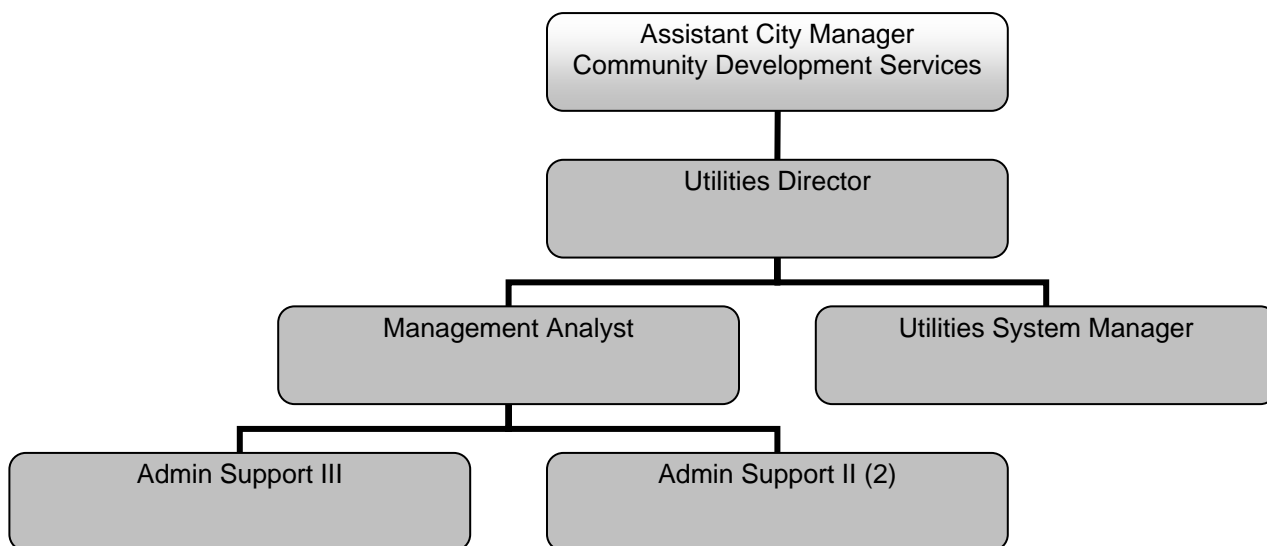 Assistant City Manager
Community Development Services
Utilities Director
Management Analyst
Utilities System Manager
Admin Support III
Admin Support II (2)